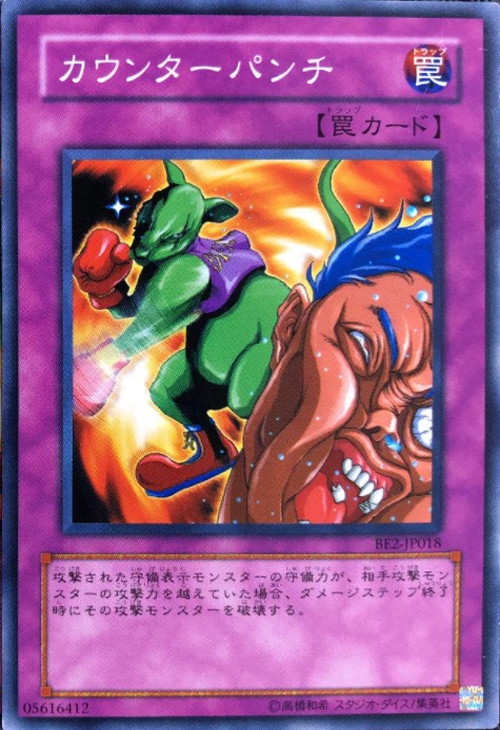 カウンターパンチ
罠
【罠カード】
BE2-JP018
攻撃された守備表示モンスターの守備力が、相手攻撃モン
スターの攻撃力を越えていた場合、ダメージステップ終了
時にその攻撃モンスターを破壊する。
05616412
©高橋和希 スタジオ・ダイス/集英社